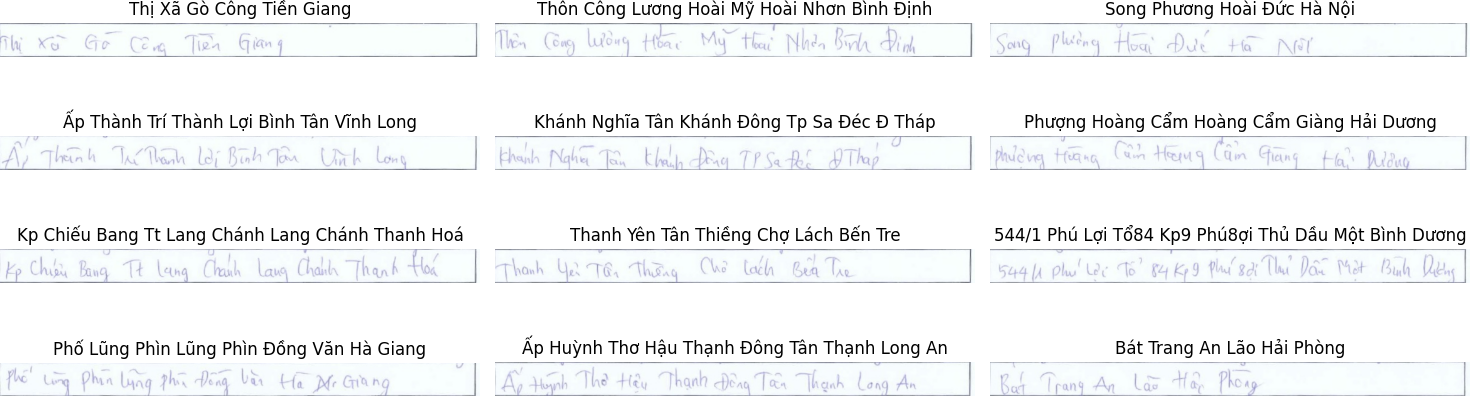 Thị Xã Gò Công Tiền Giang
Thị Xã Gò Công Tiền Giang
Thôn Công Lương Hoài Mỹ Hoài Nhơn Bình Định
Thôn Công Lương Hoài Mỹ Hoài Nhơn Bình Định
Song Phương Hoài Đức Hà Nội
Song Phương Hoài Đức Hà Nội
Ấp Thành Trí Thành Lợi Bình Tân Vĩnh Long
Ấp Thành Trí Thành Lợi Bình Tân Vĩnh Long
Khánh Nghĩa Tân Khánh Đông Tp Sa Đéc Đ Tháp
Khánh Nghĩa Tân Khánh Đông TP Sa Đéc Đ Tháp
Phượng Hoàng Cẩm Hoàng Cẩm Giàng Hải Dương
Phượng Hoàng Cẩm Hoàng Cẩm Giàng Hải Dương
Kp Chiếu Bang Tt Lang Chánh Lang Chánh Thanh Hoá
Kp Chiếu Bang Tt Lang Chánh Lang Chánh Thanh Hoá
Thanh Yên Tân Thiềng Chợ Lách Bến Tre
Thanh Yên Tân Thiềng Chợ Lách Bến Tre
544/1 Phú Lợi Tổ84 Kp9 Phú8ợi Thủ Dầu Một Bình Dương
544/1 Phú Lợi Tổ 84 Kp9 Phú 8ợi Thủ Dầu Một Bình Dương
Phố Lũng Phìn Lũng Phìn Đồng Văn Hà Giang
Phố Lũng Phìn Lũng Phìn Đồng Văn Hà Giang
Ấp Huỳnh Thơ Hậu Thạnh Đông Tân Thạnh Long An
Ấp Huỳnh Thơ Hậu Thạnh Đông Tân Thạnh Long An
Bát Trang An Lão Hải Phòng
Bát Trang An Lão Hải Phòng